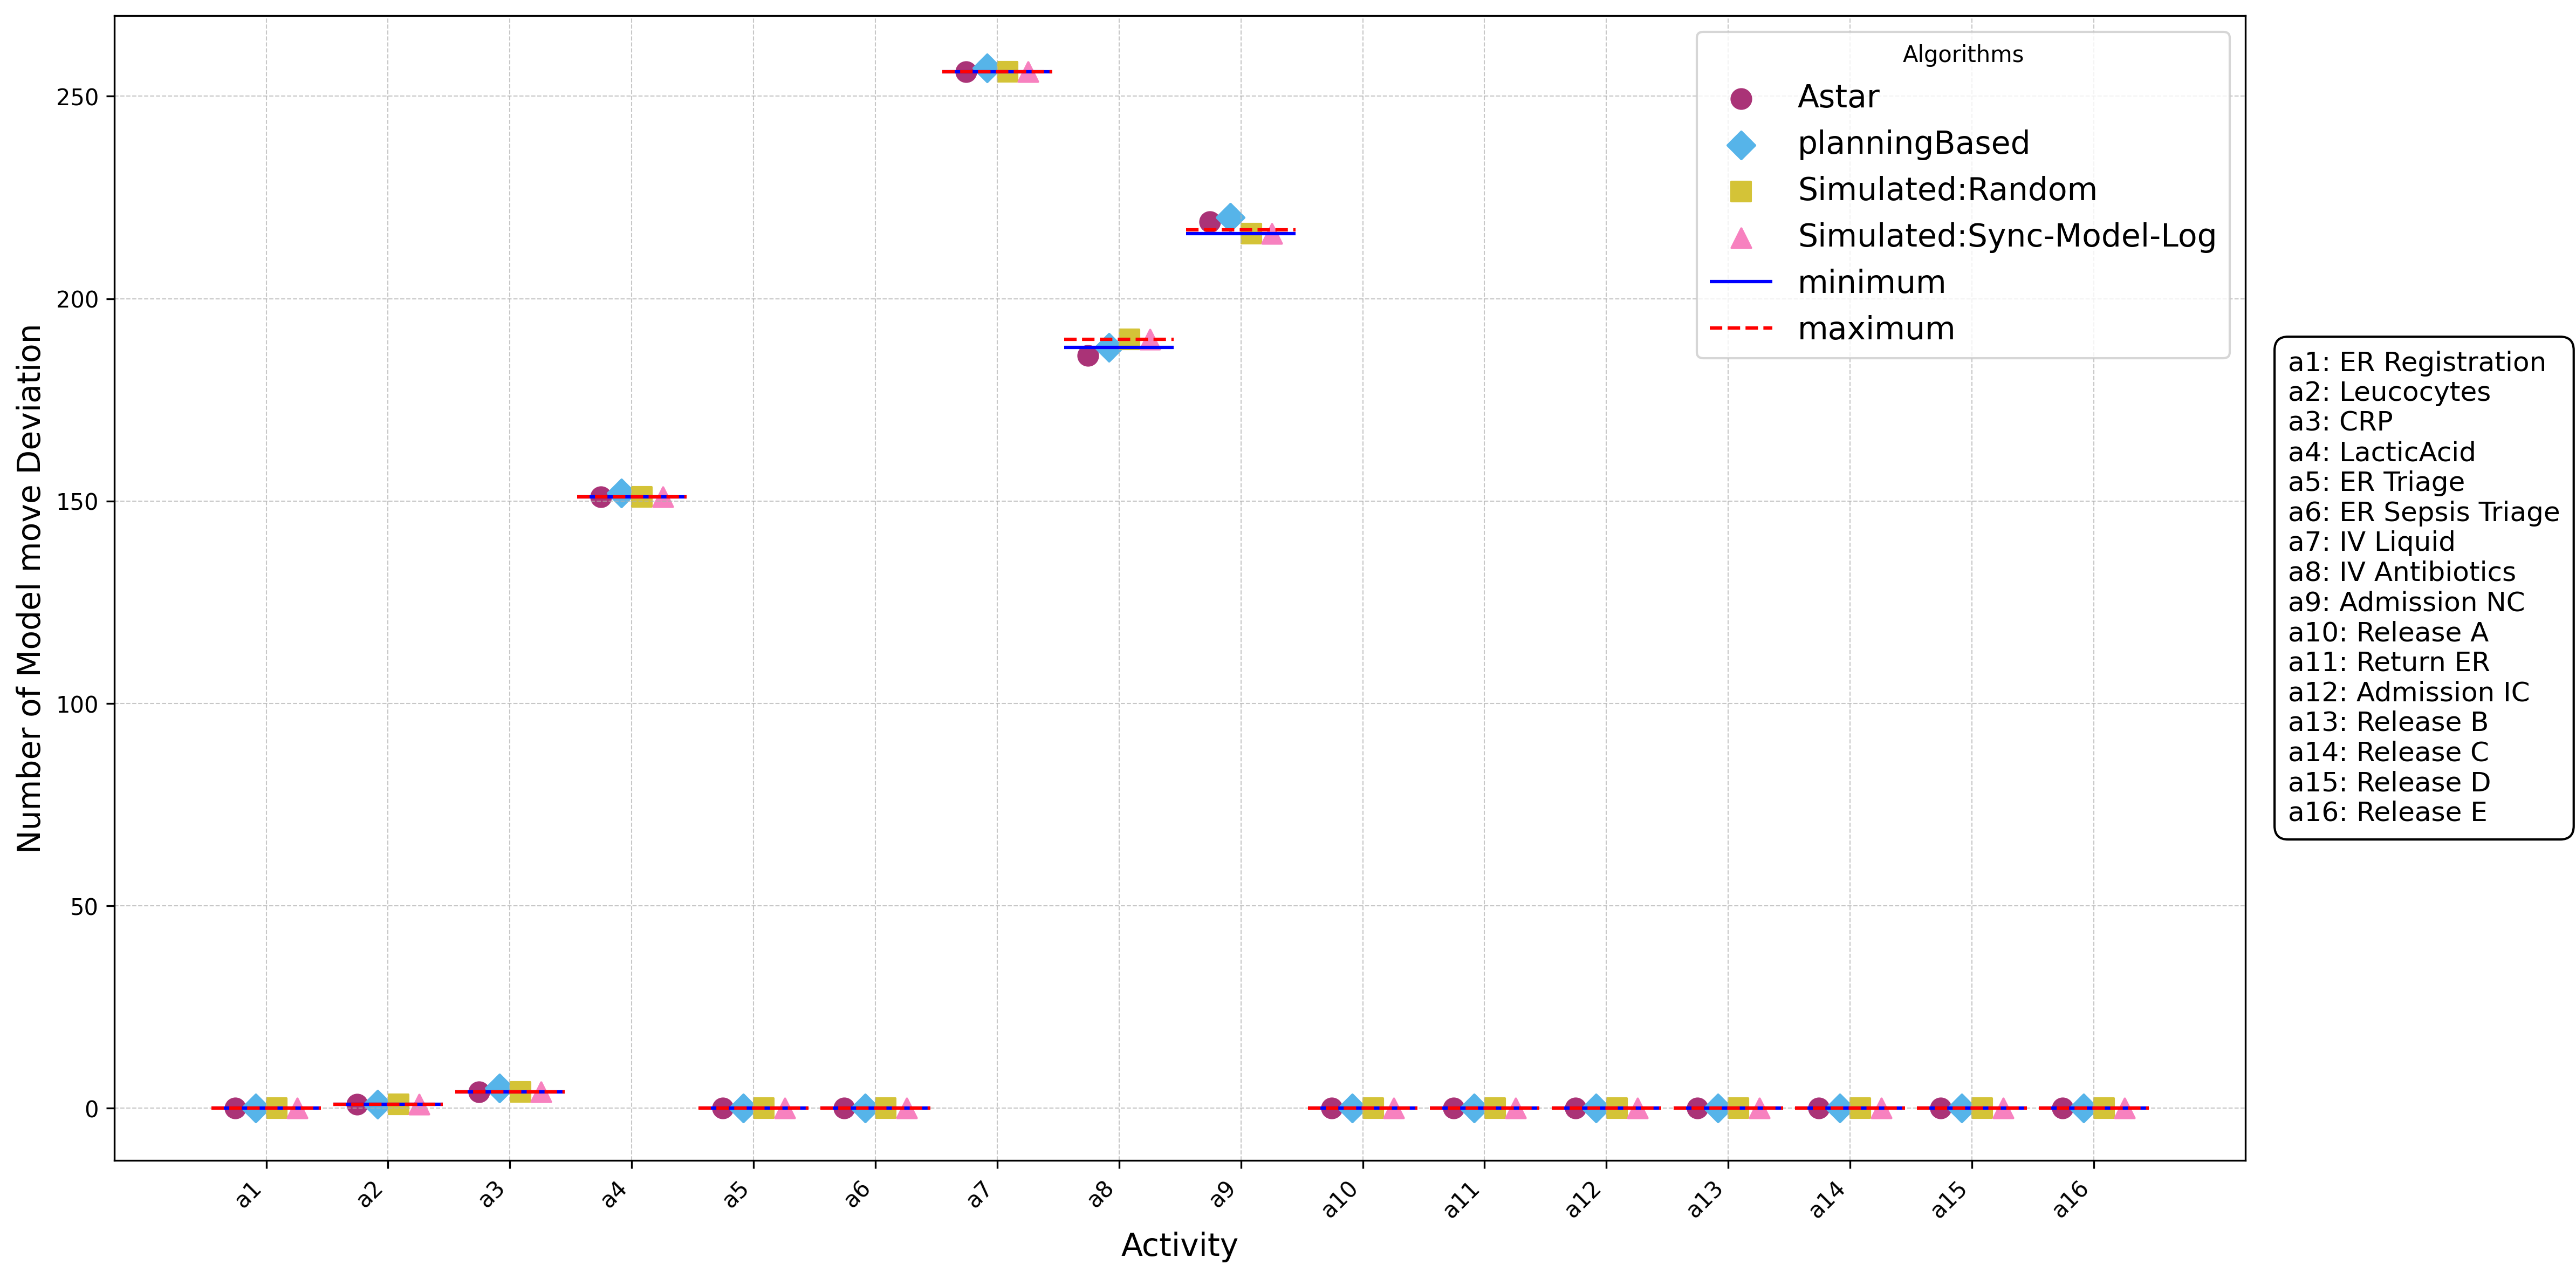 Number of Model move Deviation
250
200
150
100
50
0
a1
a2
a3
a4
a5
a6
a7
a8
a9
a10
a11
a12
a13
a14
a15
a16
Activity
Algorithms
Astar
planningBased
Simulated:Random
Simulated:Sync-Model-Log
minimum
maximum
a1: ER Registration
a2: Leucocytes
a3: CRP
a4: LacticAcid
a5: ER Triage
a6: ER Sepsis Triage
a7: IV Liquid
a8: IV Antibiotics
a9: Admission NC
a10: Release A
a11: Return ER
a12: Admission IC
a13: Release B
a14: Release C
a15: Release D
a16: Release E